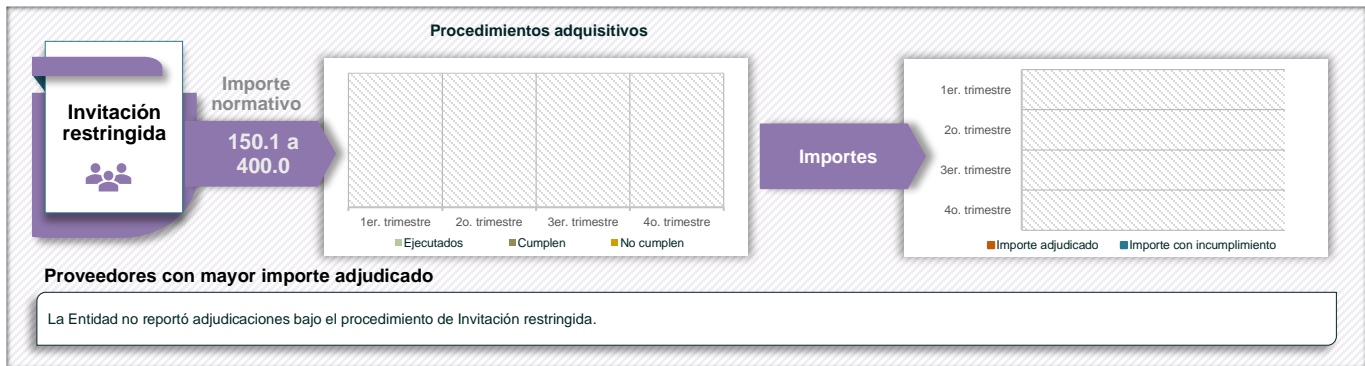 Procedimientos adquisitivos
Invitación
restringida
Importe
normativo
150.1 a
400.0
1er. trimestre
2o. trimestre
3er. trimestre
4o. trimestre
Ejecutados
Cumplen
No cumplen
Importes
1er. trimestre
2o. trimestre
3er. trimestre
4o. trimestre
Importe adjudicado
Importe con incumplimiento
Proveedores con mayor importe adjudicado
La Entidad no reportó adjudicaciones bajo el procedimiento de Invitación restringida.